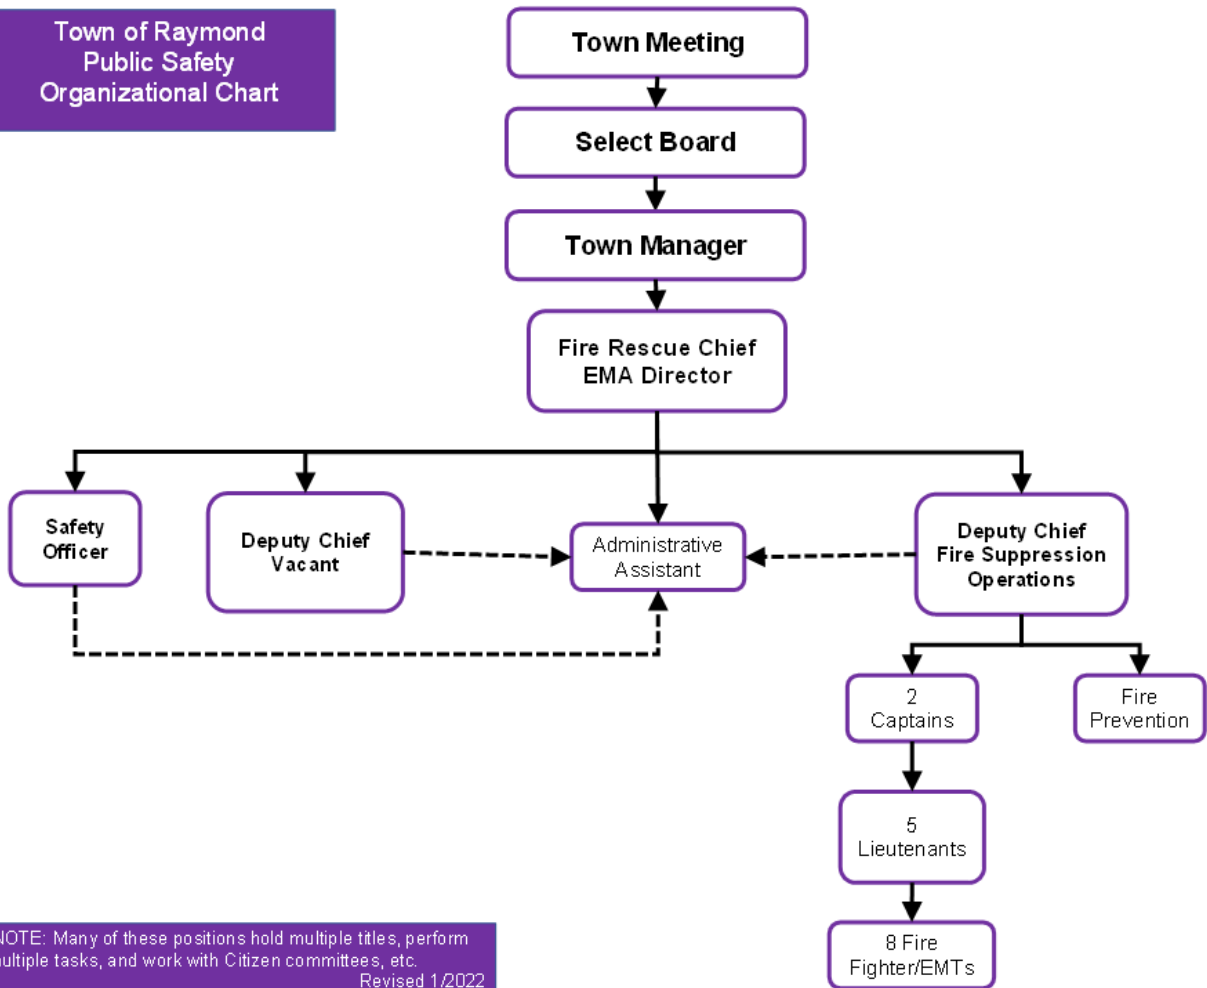 Town of Raymond
Public Safety
Organizational Chart
Town Meeting
Select Board
Town Manager
Fire Rescue Chief
EMA Director
Safety
Officer
Deputy Chief
Vacant
Administrative
Assistant
Deputy Chief
Fire Suppression
Operations
2
Captains
Fire
Prevention
5
Lieutenants
8 Fire
Fighter/EMTs
NOTE: Many of these positions hold multiple titles, perform
multiple tasks, and work with Citizen committees, etc.
Revised 1/2022